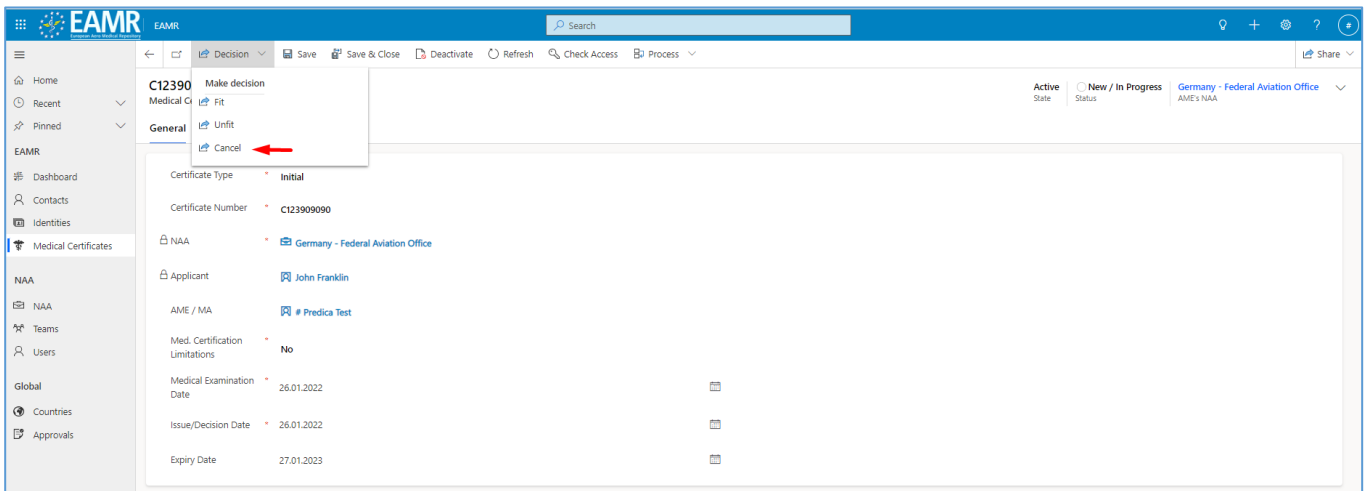 EAMR
European Aero Medical Repository
EAMR
Search
#
Decision
Save
Save & Close
Deactivate
Refresh
Check Access
Process
Share
Home
Recent
Pinned
EAMR
Dashboard
Contacts
Identities
Medical Certificates
NAA
NAA
Teams
Users
Global
Countries
Approvals
C12390
Medical Ce
Make decision
Fit
Unfit
Cancel
Active
State
New / In Progress
Status
Germany - Federal Aviation Office
AME's NAA
General
Certificate Type * Initial
Certificate Number * C123909090
NAA * Germany - Federal Aviation Office
Applicant * John Franklin
AME / MA # Predica Test
Med. Certification * No
Limitations
Medical Examination * 26.01.2022
Date
Issue/Decision Date * 26.01.2022
Expiry Date 27.01.2023